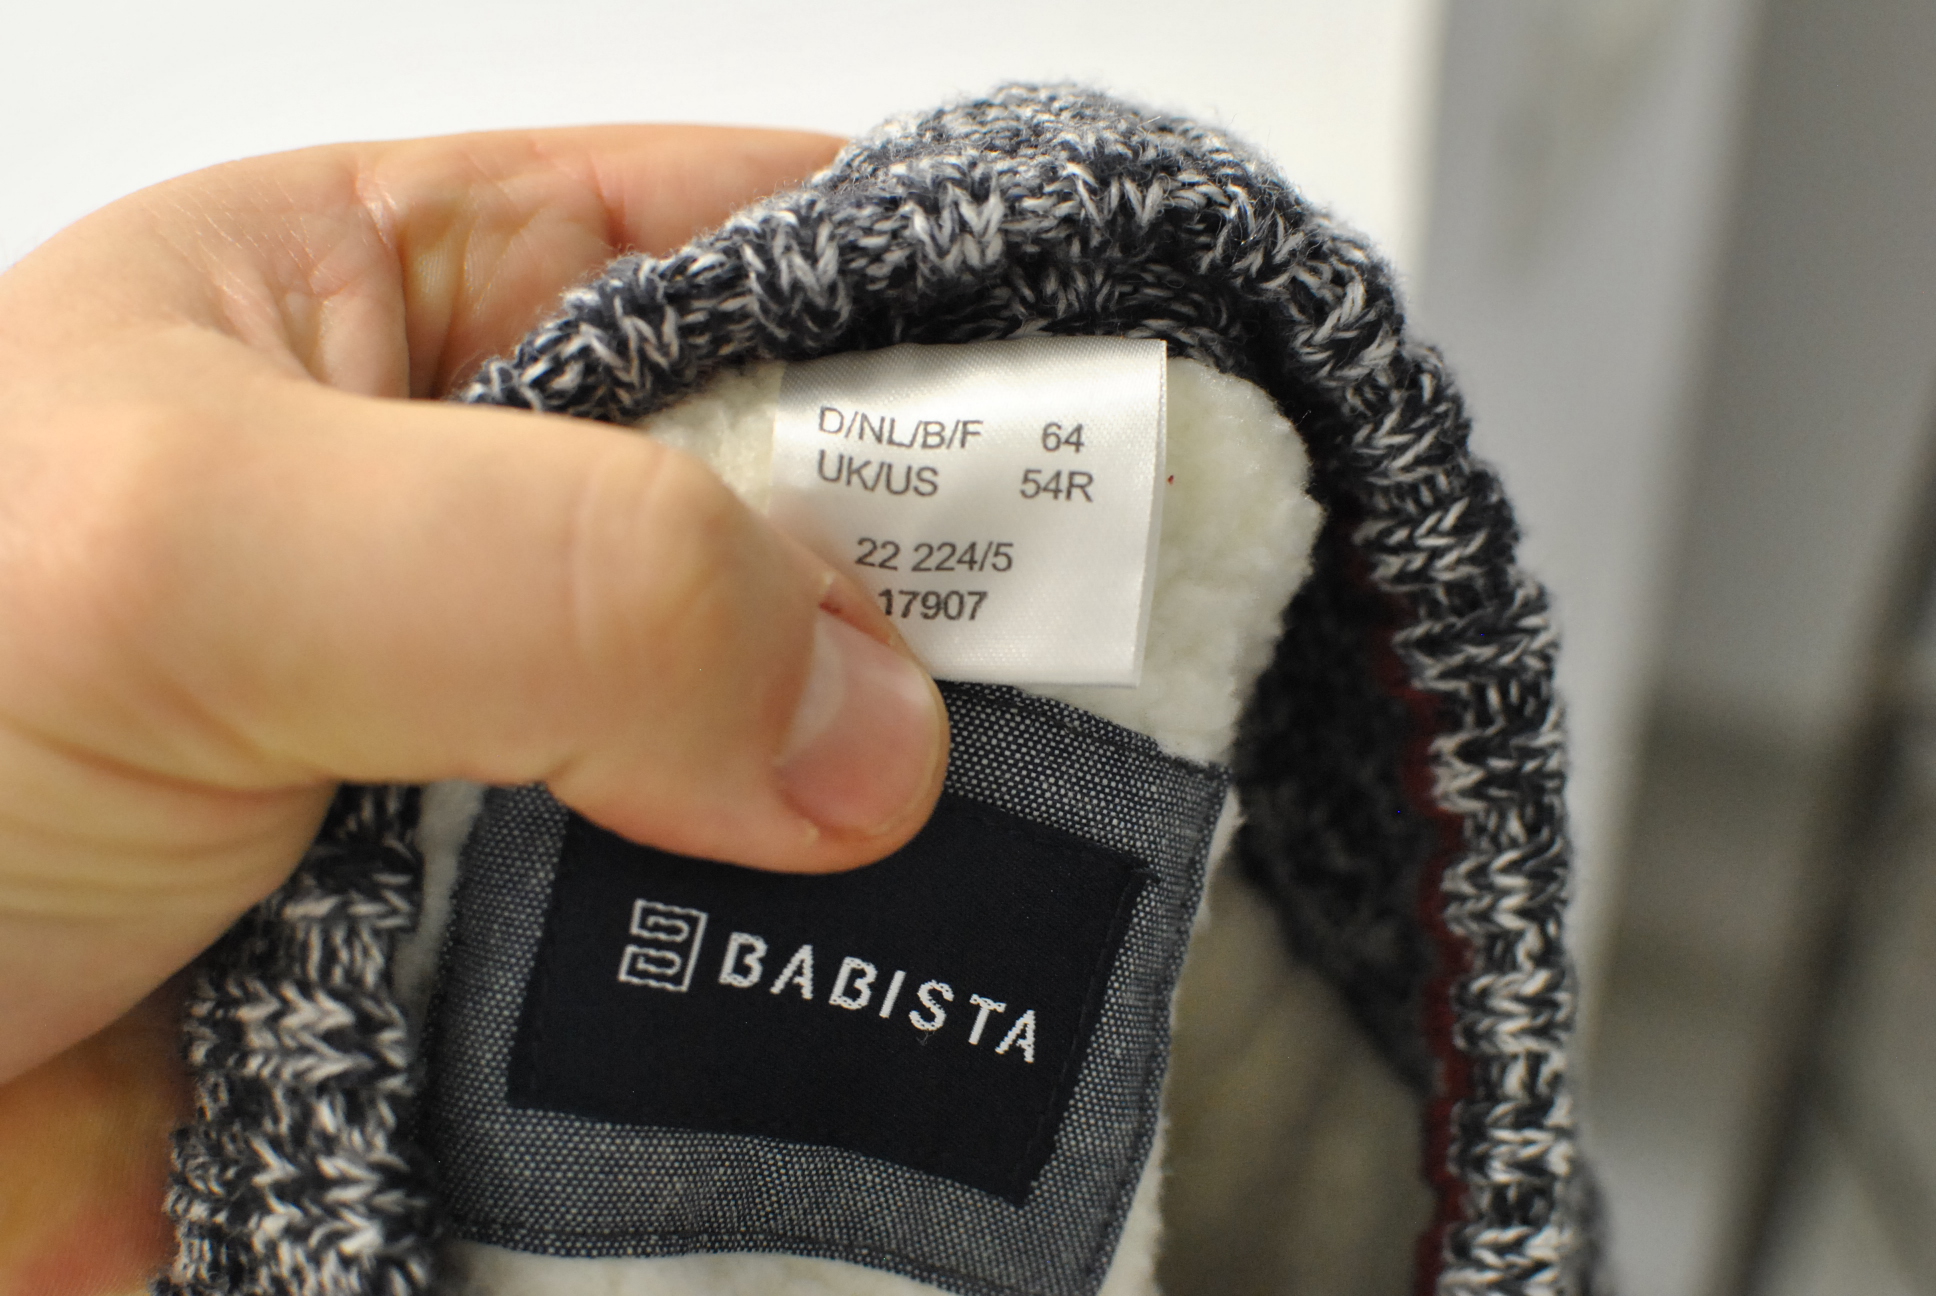 D/NL/B/F 64
UK/US 54R
22 224/5
17907
BABISTA